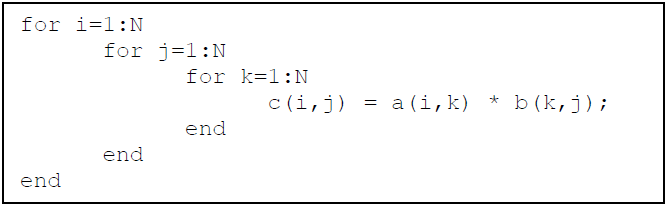 for i=1:N
for j=1:N
for k=1:N
c(i,j) = a(i,k) * b(k,j);
end
end
end